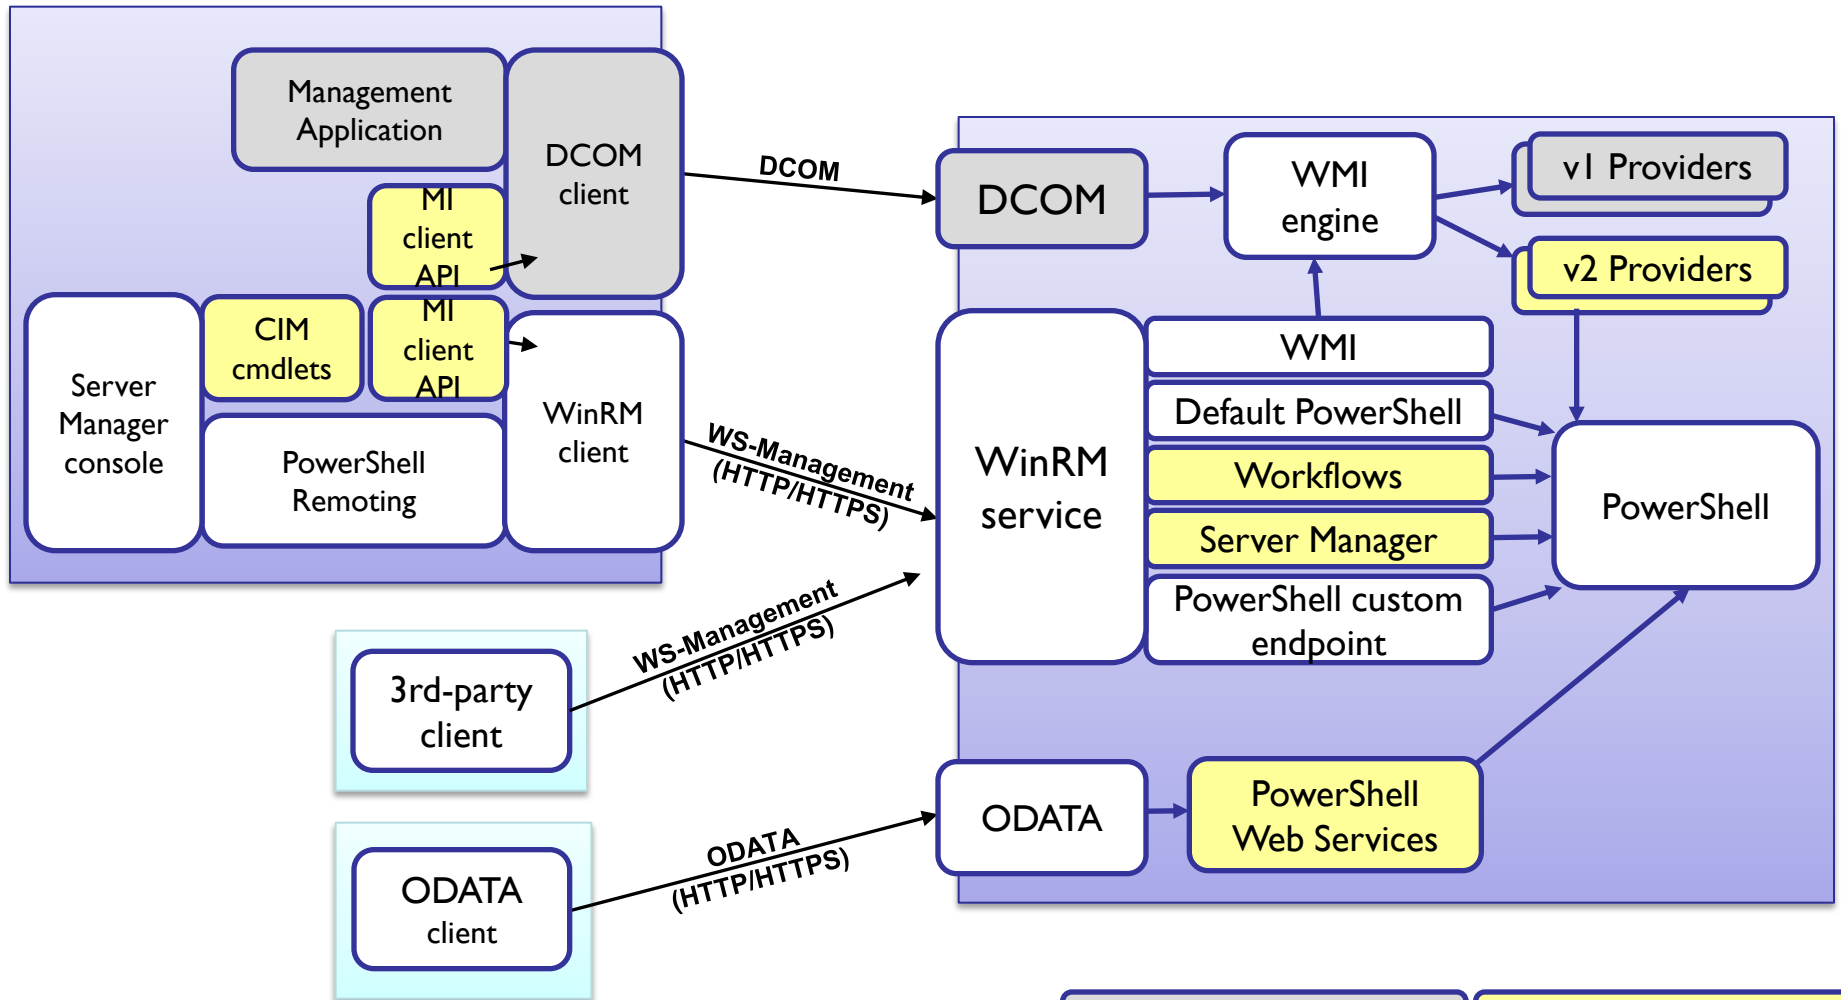 Management
Application
DCOM
client
MI
client
API
Server
Manager
console
CIM
cmdlets
MI
client
API
PowerShell
Remoting
WinRM
client
DCOM
WS-Management
(HTTP/HTTPS)
WS-Management
(HTTP/HTTPS)
ODATA
(HTTP/HTTPS)
3rd-party
client
ODATA
client
DCOM
WMI
engine
v1 Providers
v2 Providers
WinRM
service
WMI
Default PowerShell
Workflows
Server Manager
PowerShell custom
endpoint
PowerShell
ODATA
PowerShell
Web Services